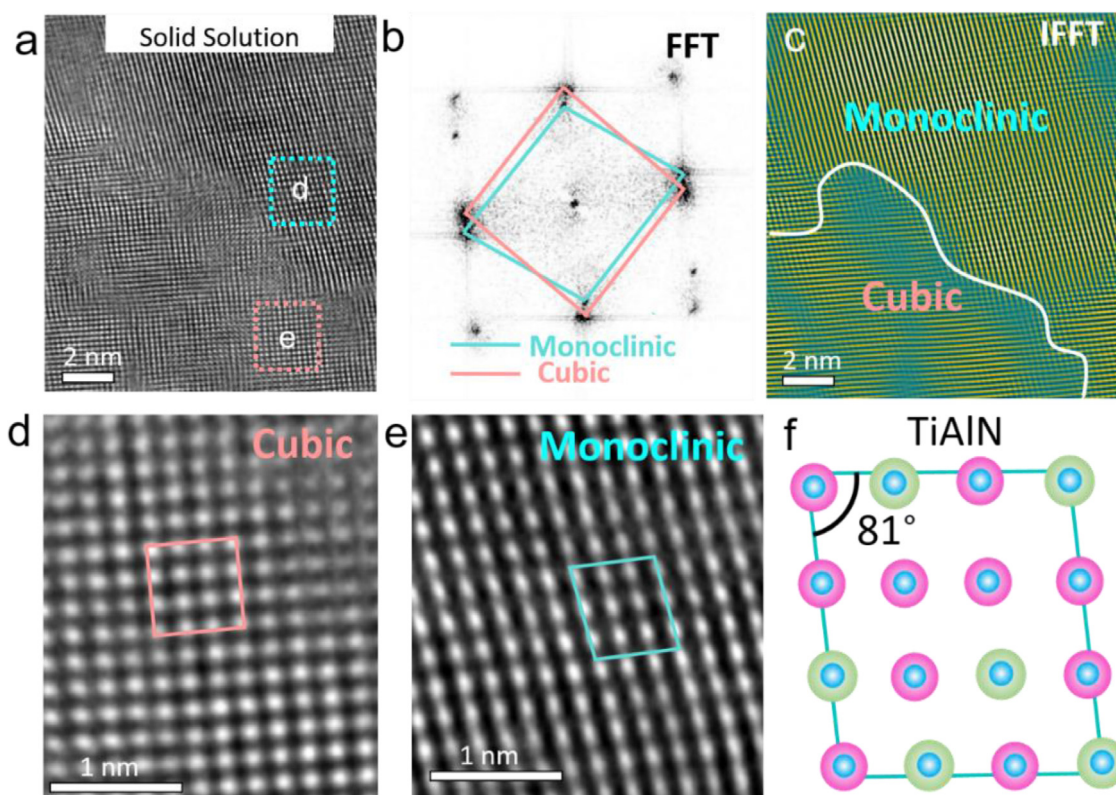 a
Solid Solution
d
e
2 nm
b
FFT
Monoclinic
Cubic
c
IFFT
Monoclinic
Cubic
2 nm
d
Cubic
1 nm
e
Monoclinic
1 nm
f
TiAlN
81°